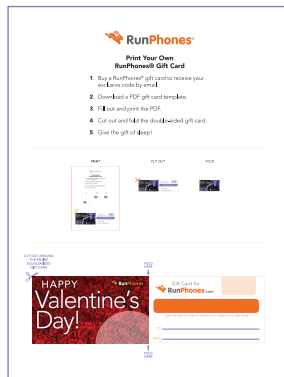 RunPhones®
Print Your Own
RunPhones® Gift Card
1. Buy a RunPhones® gift card to receive your
exclusive code by email.
2. Download a PDF gift card template.
3. Fill out and print the PDF.
4. Cut out and fold the double-sided gift card.
5. Give the gift of sleep!
PRINT
CUT OUT
FOLD
CUT OUT AROUND
THE ENTIRE
DOUBLE-SIDED
GIFT CARD
FOLD
HERE
HAPPY
Valentine's
Day!
RunPhones
Gift Card for
RunPhones.com
FOLD
HERE